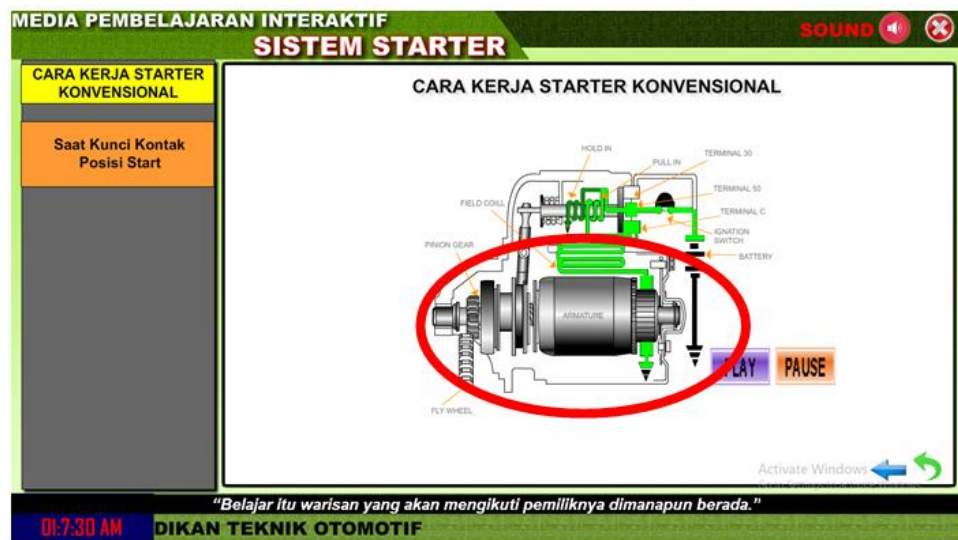 MEDIA PEMBELAJARAN INTERAKTIF
SISTEM STARTER
SOUND
CARA KERJA STARTER
KONVENSIONAL
Saat Kunci Kontak
Posisi Start
CARA KERJA STARTER KONVENSIONAL
HOLD IN
PULL IN
TERMINAL 30
TERMINAL 50
FIELD COILL
TERMINAL C
IGNATION
SWITCH
PINION GEAR
BATTERY
ARMATURE
FLY WHEEL
PLAY
PAUSE
Activate Windows
“Belajar itu warisan yang akan mengikuti pemiliknya dimanapun berada.”
01:7:30 AM
DIKAN TEKNIK OTOMOTIF